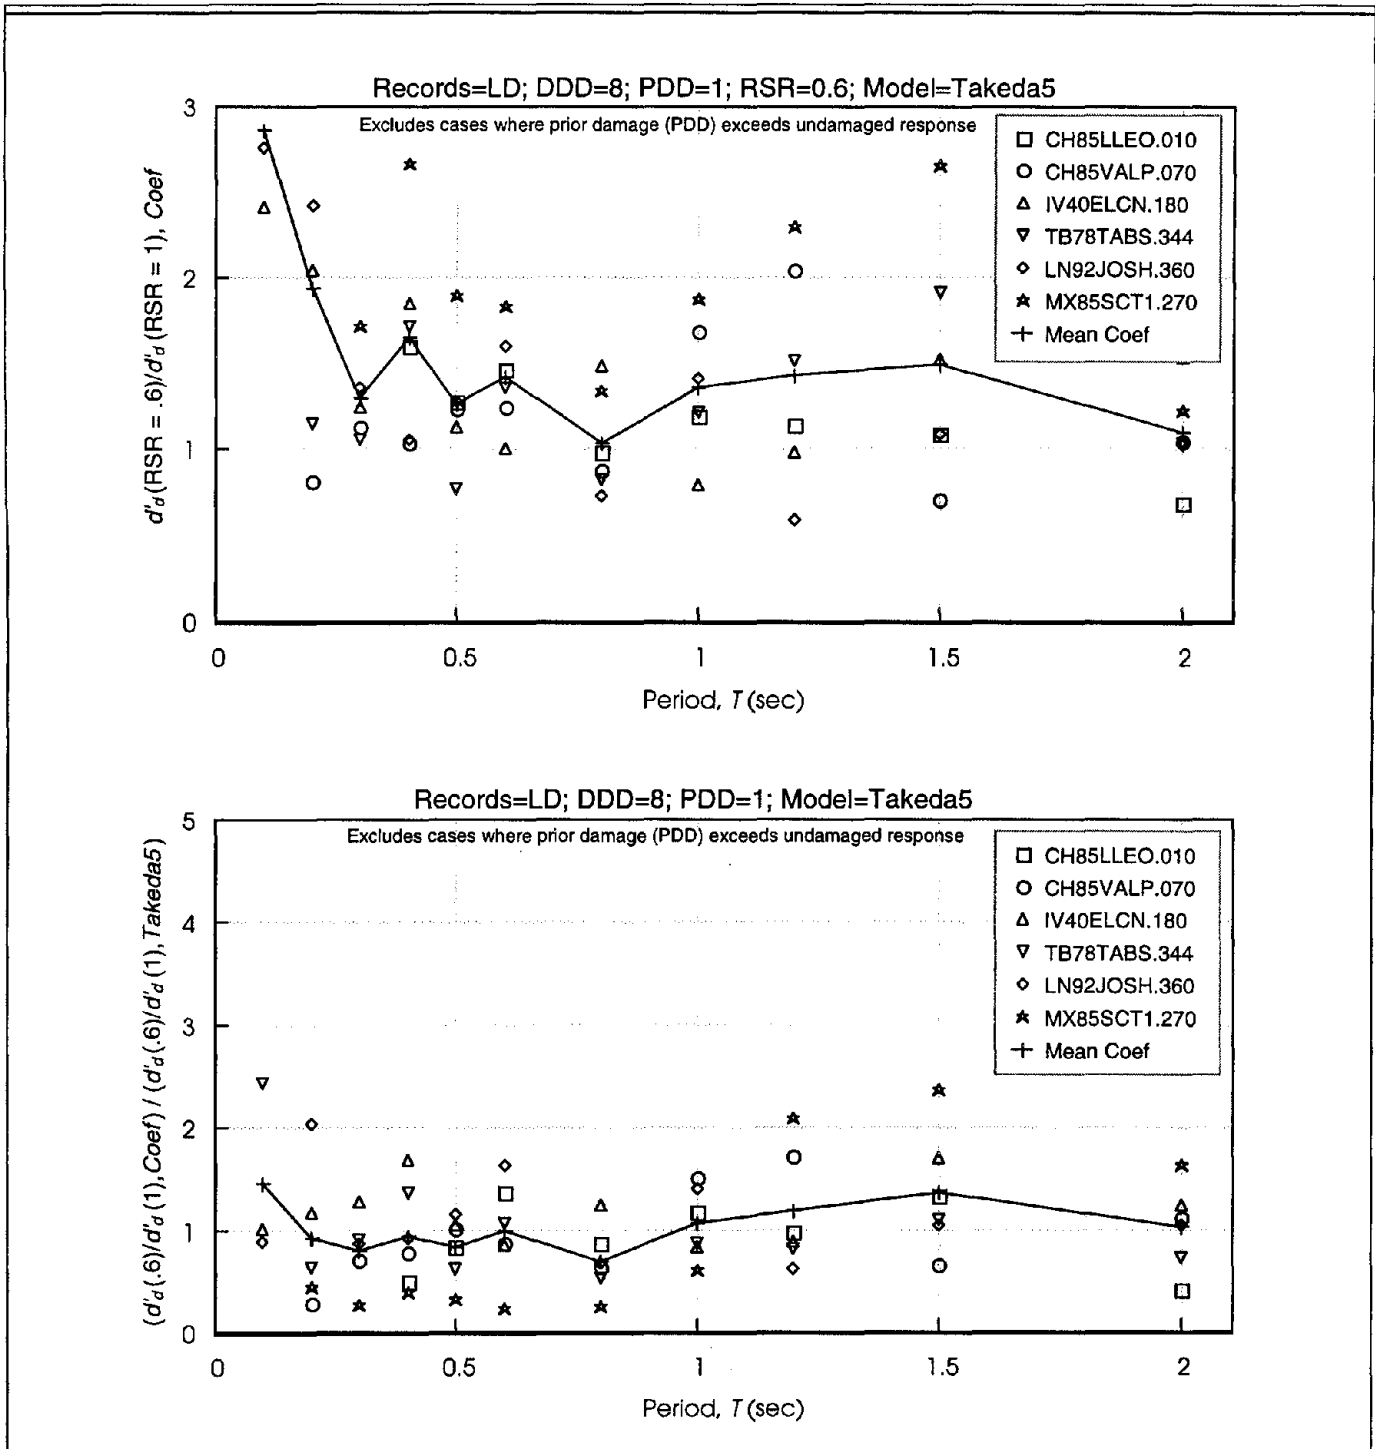 Records=LD; DDD=8; PDD=1; RSR=0.6; Model=Takeda5
Excludes cases where prior damage (PDD) exceeds undamaged response
d'd (RSR = .6)/d'd (RSR = 1), Coef
3
2
1
0
CH85LLEO.010
CH85VALP.070
IV40ELCN.180
TB78TABS.344
LN92JOSH.360
MX85SCT1.270
Mean Coef
0 0.5 1 1.5 2
Period, T (sec)
Records=LD; DDD=8; PDD=1; Model=Takeda5
Excludes cases where prior damage (PDD) exceeds undamaged response
(d'd (.6)/d'd (1), Coef) / (d'd (.6)/d'd (1), Takeda5)
5
4
3
2
1
0
CH85LLEO.010
CH85VALP.070
IV40ELCN.180
TB78TABS.344
LN92JOSH.360
MX85SCT1.270
Mean Coef
0 0.5 1 1.5 2
Period, T (sec)